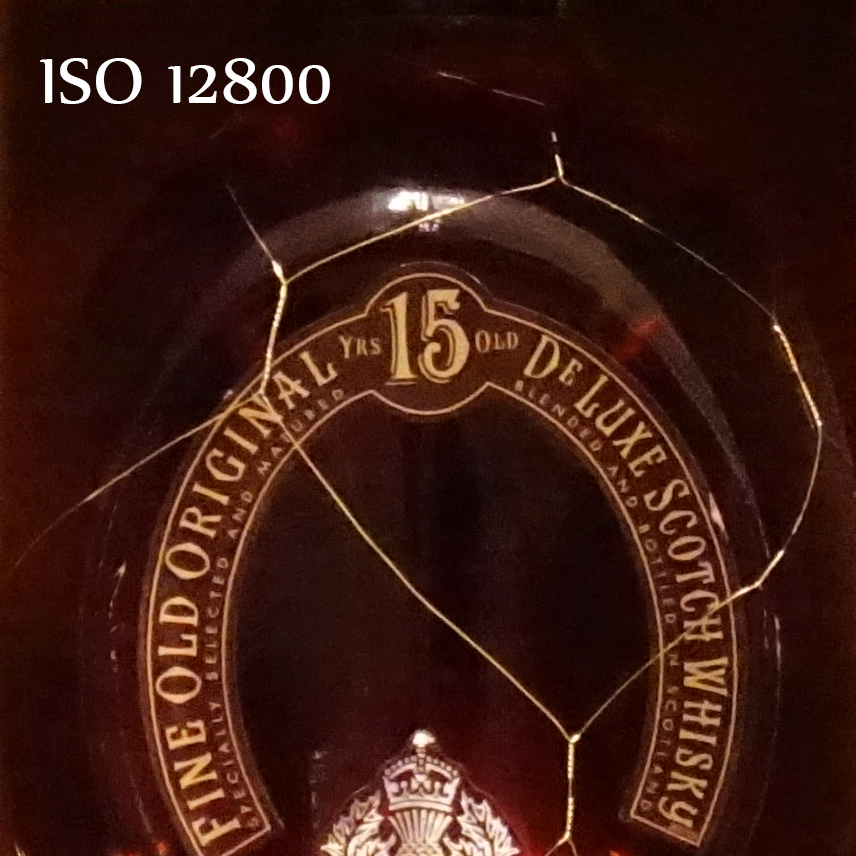 ISO 12800
FINE OLD ORIGINAL YRS 15 OLD DE LUXE SCOTCH WHISKY
SPECIALLY SELECTED AND MATURED BLENDED AND BOTTLED IN SCOTLAND